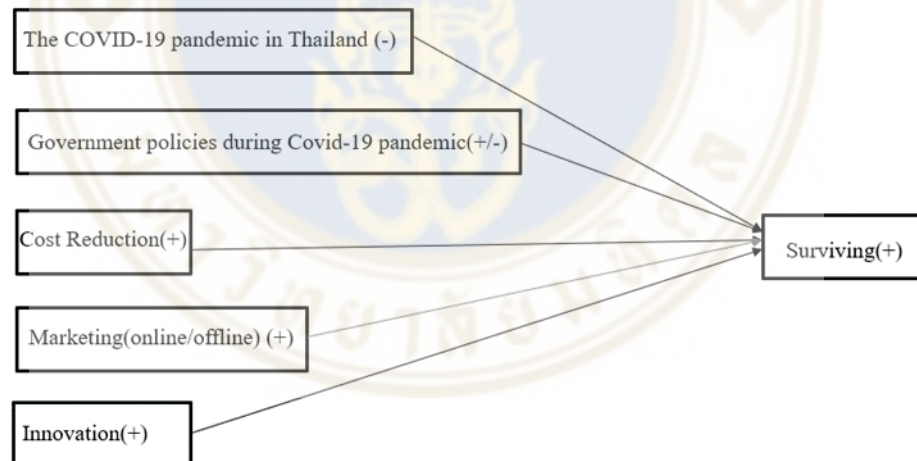 The COVID-19 pandemic in Thailand (-)
Government policies during Covid-19 pandemic(+/-)
Cost Reduction(+)
Surviving(+)
Marketing(online/offline) (+)
Innovation(+)